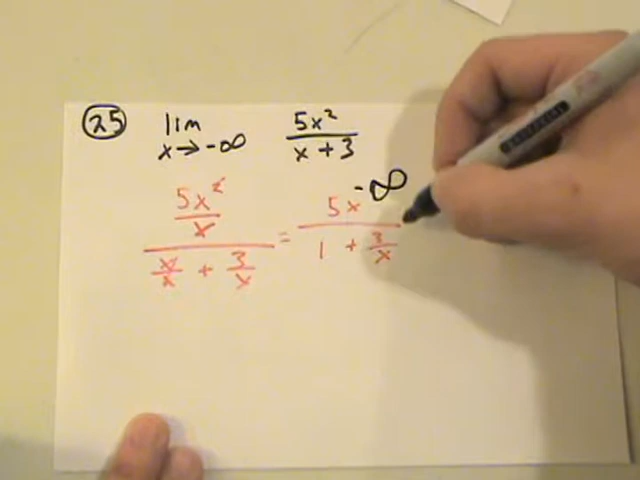 25 lim x→-∞ 5x² / x + 3
5x² / x / x/x + 3/x = 5x -∞ / 1 + 3/x